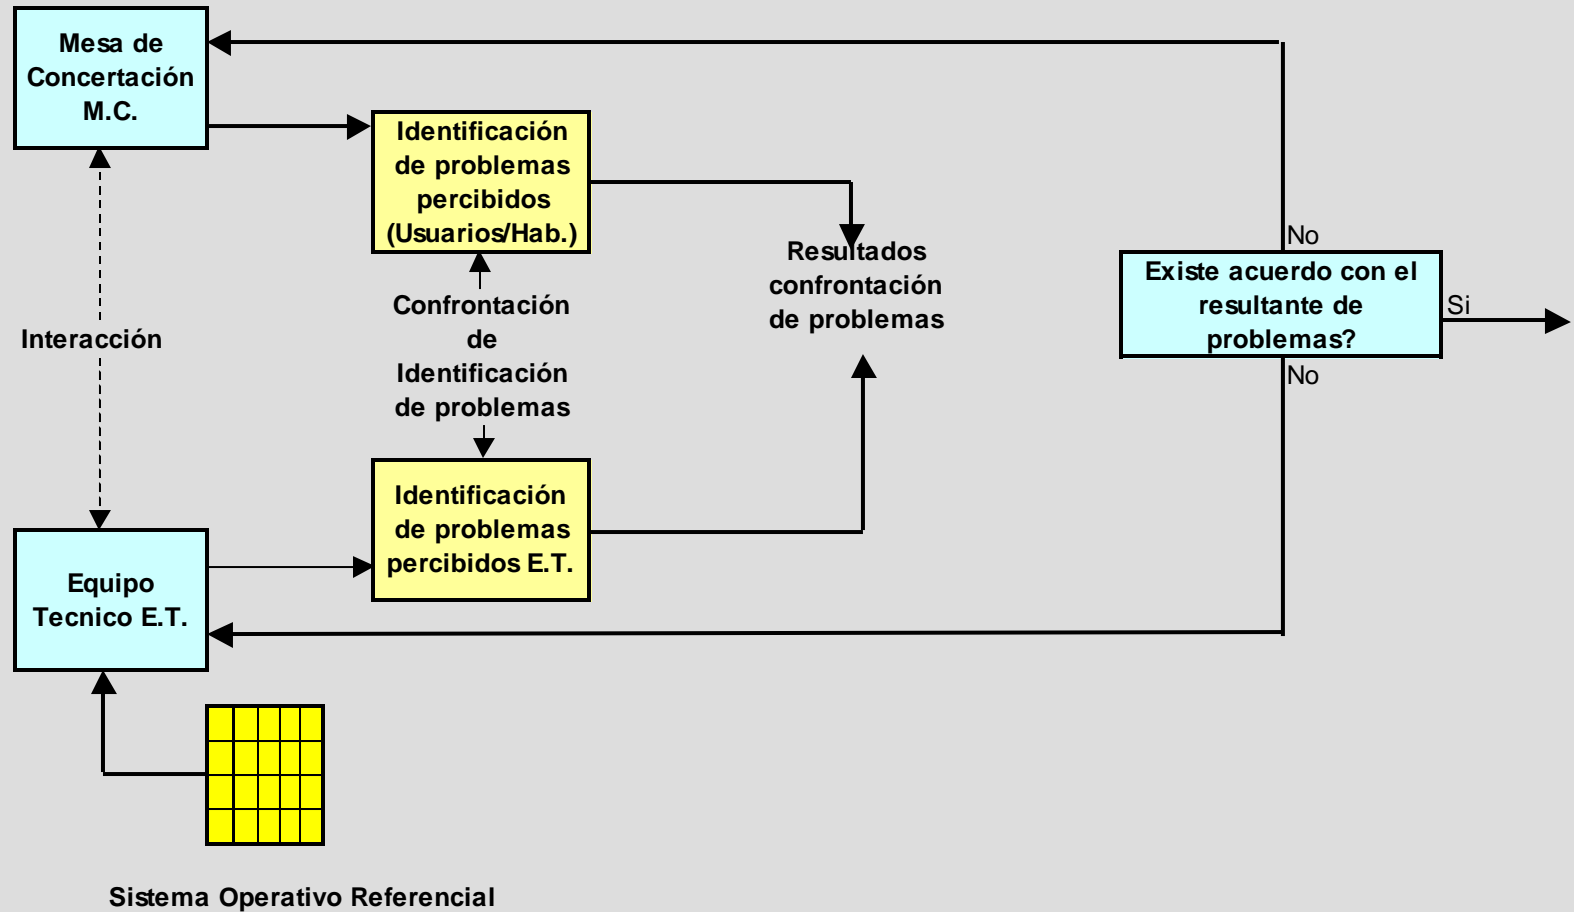 Mesa de
Concertación
M.C.
Identificación
de problemas
percibidos
(Usuarios/Hab.)
Resultados
confrontación
de problemas
No
Existe acuerdo con el
resultante de
problemas?
Si
No
Interacción
Confrontación
de
Identificación
de problemas
Identificación
de problemas
percibidos E.T.
Equipo
Tecnico E.T.
Sistema Operativo Referencial